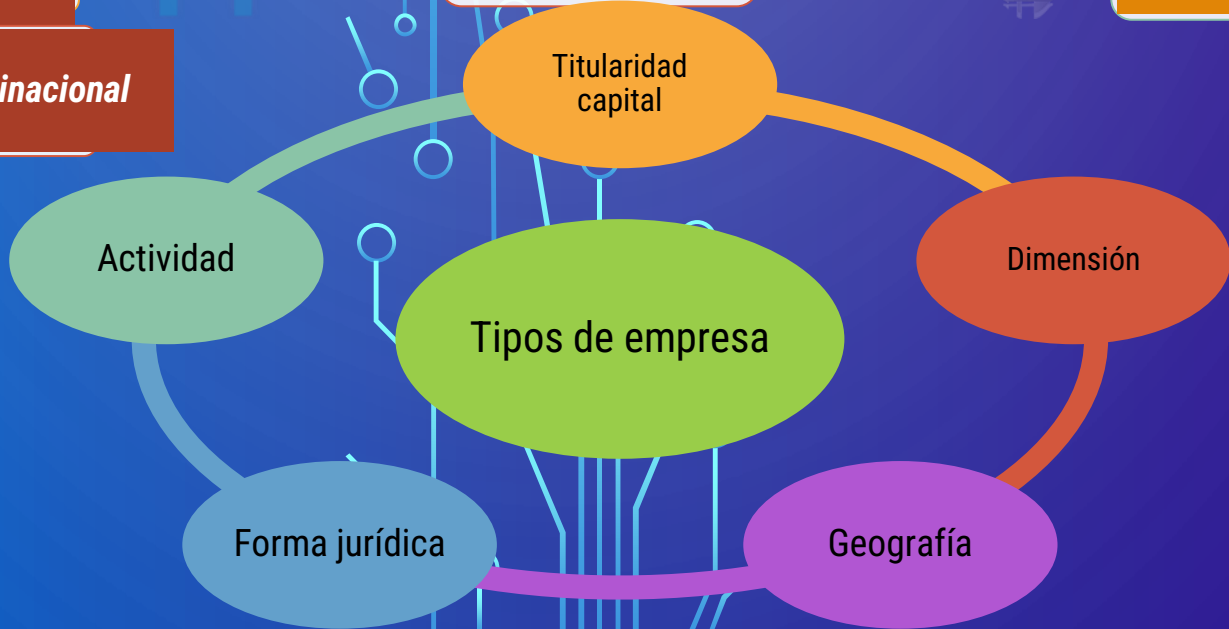 Titularidad
capital
inacional
Actividad
Dimensión
Tipos de empresa
Forma jurídica
Geografía